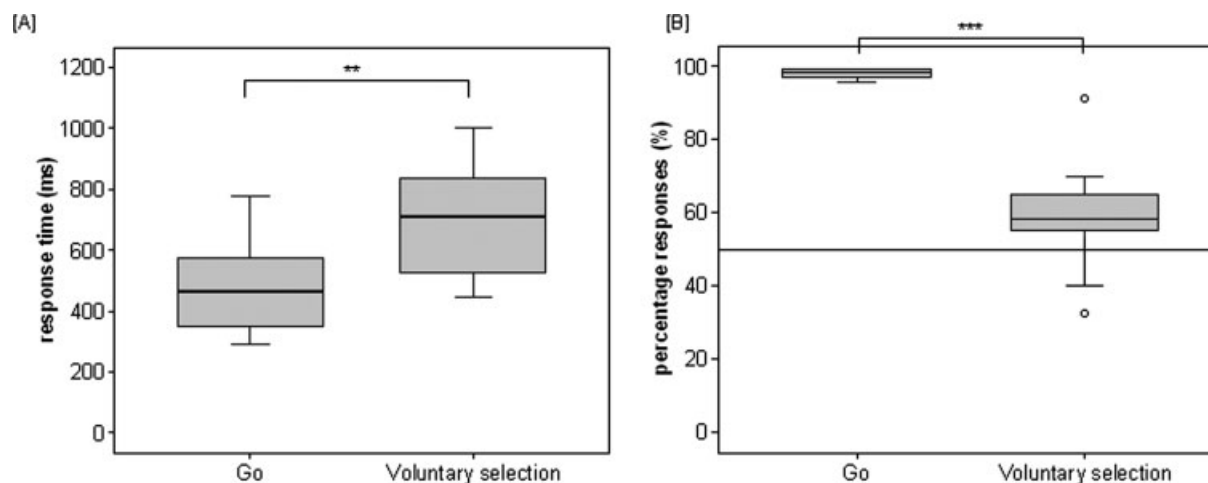 [A]
response time (ms)
1200
1000
800
600
400
200
0
**
Go Voluntary selection
[B]
percentage responses (%)
100
80
60
40
20
0
***
Go Voluntary selection